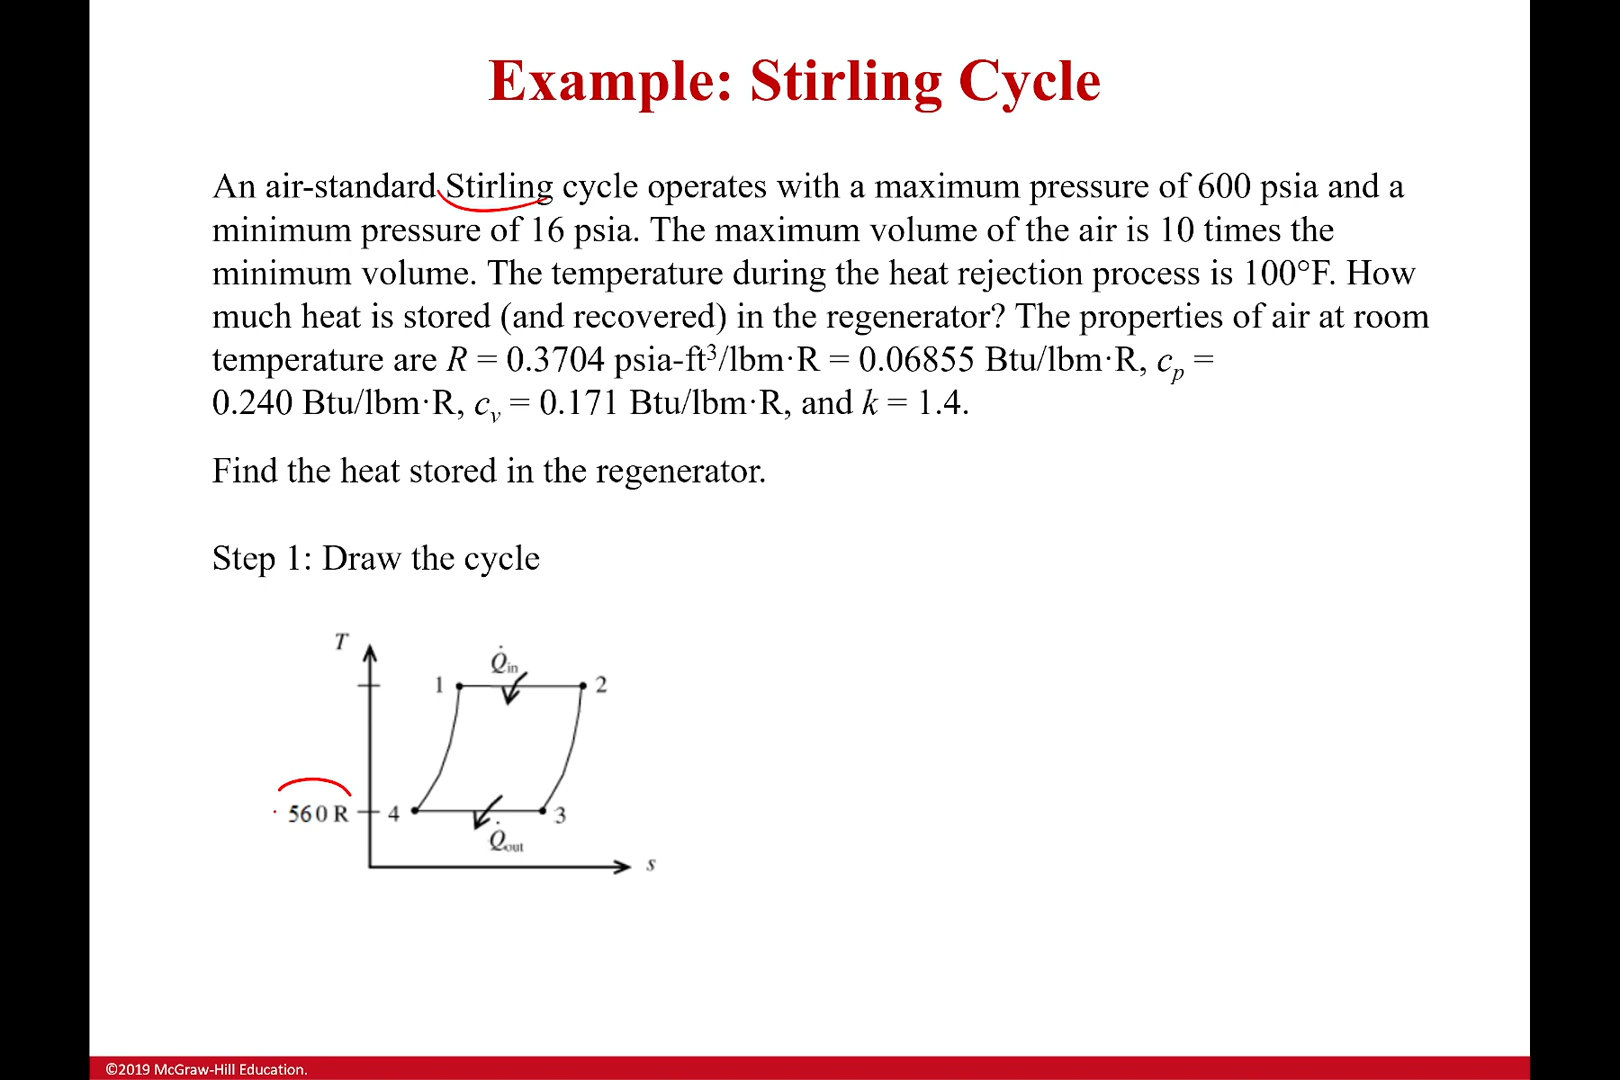 Example: Stirling Cycle
An air-standard Stirling cycle operates with a maximum pressure of 600 psia and a
minimum pressure of 16 psia. The maximum volume of the air is 10 times the
minimum volume. The temperature during the heat rejection process is 100°F. How
much heat is stored (and recovered) in the regenerator? The properties of air at room
temperature are R = 0.3704 psia-ft³/lbm·R = 0.06855 Btu/lbm·R, cₚ =
0.240 Btu/lbm·R, cᵥ = 0.171 Btu/lbm·R, and k = 1.4.
Find the heat stored in the regenerator.
Step 1: Draw the cycle
T
Q̇in
1
2
560 R
4
3
Q̇out
s
©2019 McGraw-Hill Education.